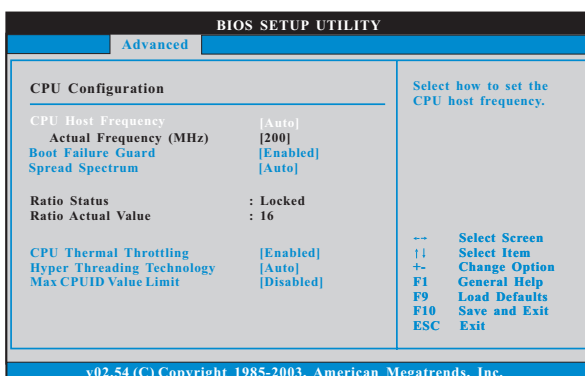 BIOS SETUP UTILITY
Advanced
CPU Configuration
CPU Host Frequency [Auto]
Actual Frequency (MHz) [200]
Boot Failure Guard [Enabled]
Spread Spectrum [Auto]
Ratio Status : Locked
Ratio Actual Value : 16
CPU Thermal Throttling [Enabled]
Hyper Threading Technology [Auto]
Max CPUID Value Limit [Disabled]
Select how to set the
CPU host frequency.
←→ Select Screen
↑↓ Select Item
+- Change Option
F1 General Help
F9 Load Defaults
F10 Save and Exit
ESC Exit
v02.54 (C) Copyright 1985-2003, American Megatrends, Inc.